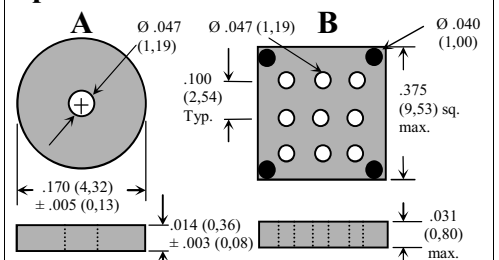 A
B
Ø .047
(1,19)
Ø .047 (1,19)
Ø .040
(1,00)
.100
(2,54)
Typ.
.375
(9,53) sq.
max.
.170 (4,32)
± .005 (0,13)
.014 (0,36)
± .003 (0,08)
.031
(0,80)
max.